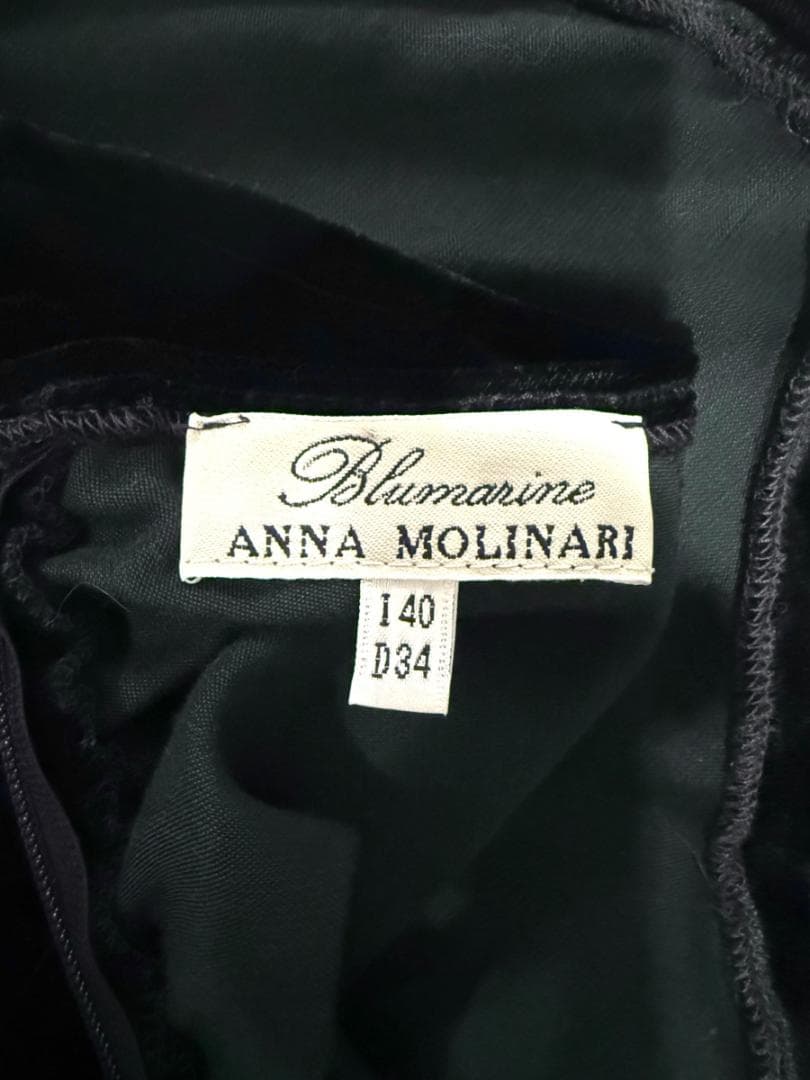 Blumarine
ANNA MOLINARI
I 40
D34